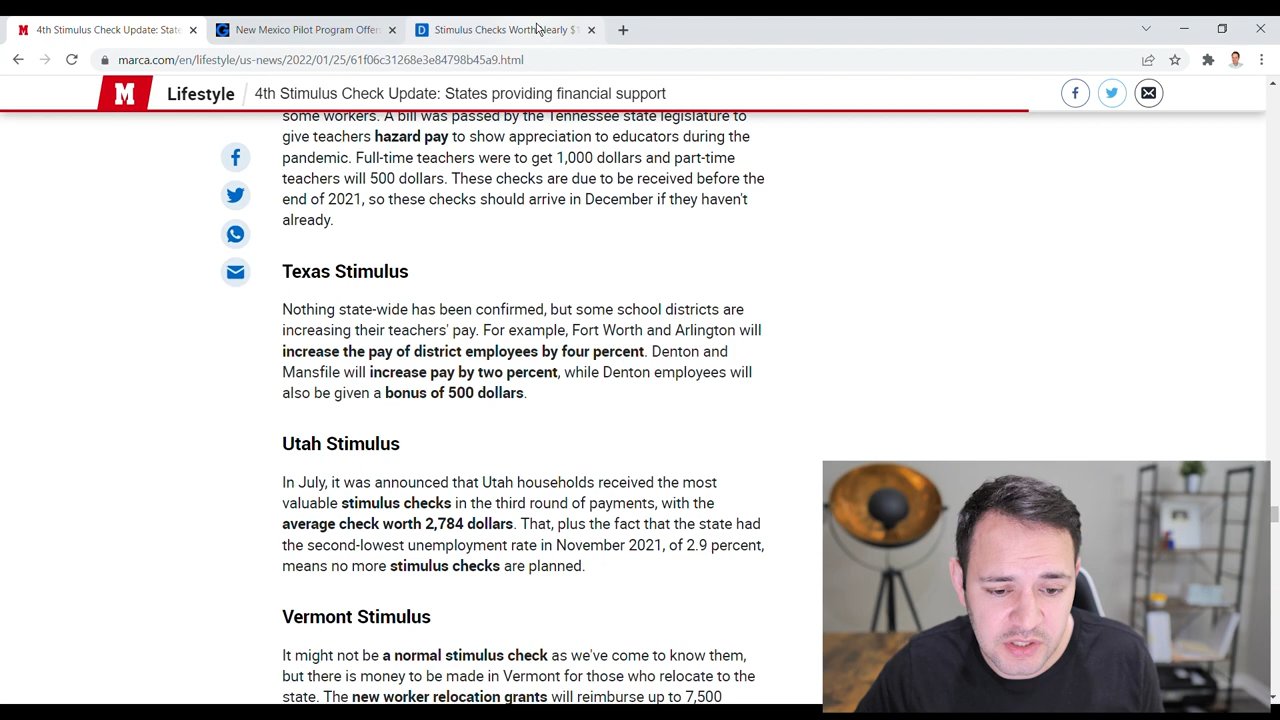 4th Stimulus Check Update: State
New Mexico Pilot Program Offer
Stimulus Checks Worth Nearly $1
marca.com/en/lifestyle/us-news/2022/01/25/61f06c31268e3e84798b45a9.html
M
Lifestyle
4th Stimulus Check Update: States providing financial support
some workers. A bill was passed by the Tennessee state legislature to
give teachers hazard pay to show appreciation to educators during the
pandemic. Full-time teachers were to get 1,000 dollars and part-time
teachers will 500 dollars. These checks are due to be received before the
end of 2021, so these checks should arrive in December if they haven't
already.
Texas Stimulus
Nothing state-wide has been confirmed, but some school districts are
increasing their teachers' pay. For example, Fort Worth and Arlington will
increase the pay of district employees by four percent. Denton and
Mansfile will increase pay by two percent, while Denton employees will
also be given a bonus of 500 dollars.
Utah Stimulus
In July, it was announced that Utah households received the most
valuable stimulus checks in the third round of payments, with the
average check worth 2,784 dollars. That, plus the fact that the state had
the second-lowest unemployment rate in November 2021, of 2.9 percent,
means no more stimulus checks are planned.
Vermont Stimulus
It might not be a normal stimulus check as we've come to know them,
but there is money to be made in Vermont for those who relocate to the
state. The new worker relocation grants will reimburse up to 7,500